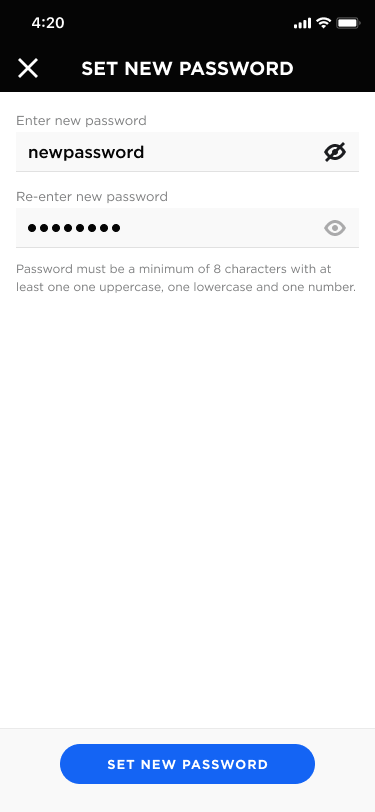 4:20
SET NEW PASSWORD
Enter new password
newpassword
Re-enter new password
••••••••
Password must be a minimum of 8 characters with at
least one one uppercase, one lowercase and one number.
SET NEW PASSWORD